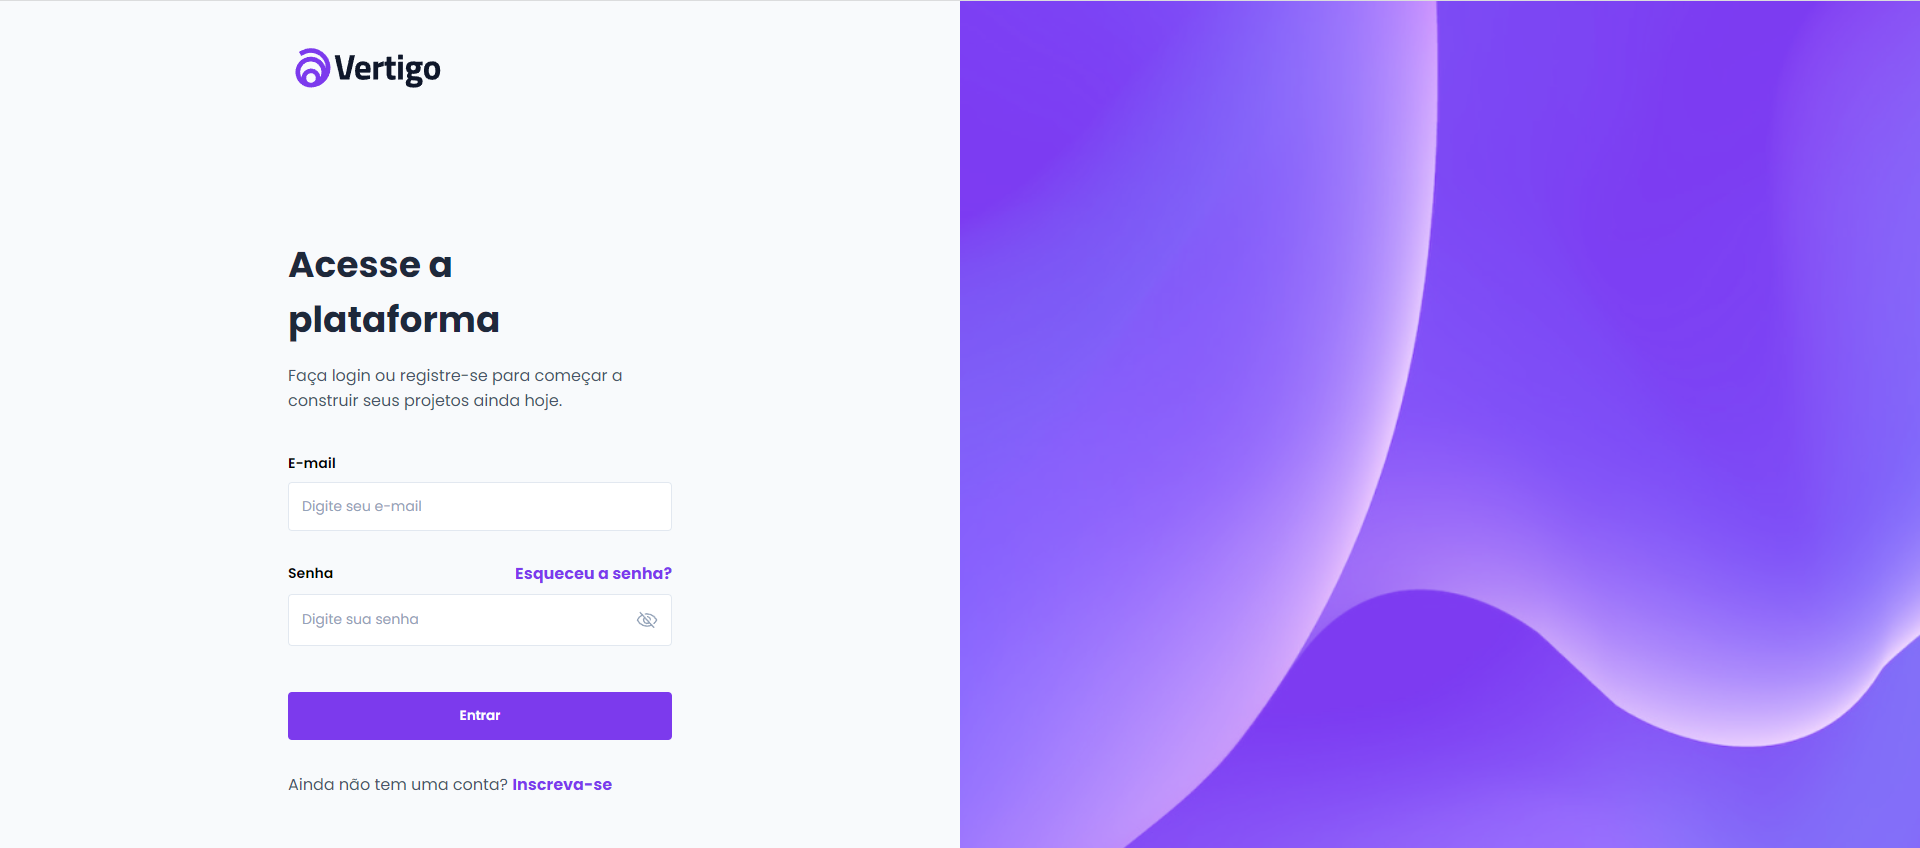 Vertigo
Acesse a
plataforma
Faça login ou registre-se para começar a
construir seus projetos ainda hoje.
E-mail
Digite seu e-mail
Senha
Esqueceu a senha?
Digite sua senha
Entrar
Ainda não tem uma conta? Inscreva-se